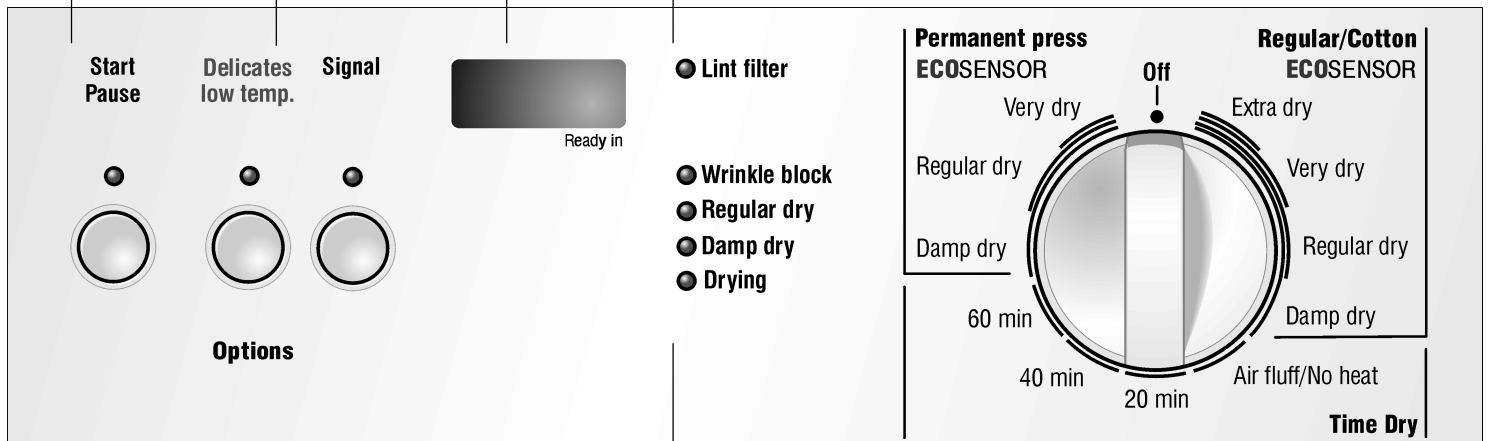 Start
Pause
Delicates
low temp.
Signal
Ready in
Options
Lint filter
Wrinkle block
Regular dry
Damp dry
Drying
Permanent press
ECOSENSOR
Very dry
Regular dry
Damp dry
Off
Regular/Cotton
ECOSENSOR
Extra dry
Very dry
Regular dry
Damp dry
60 min
40 min
20 min
Air fluff/No heat
Time Dry